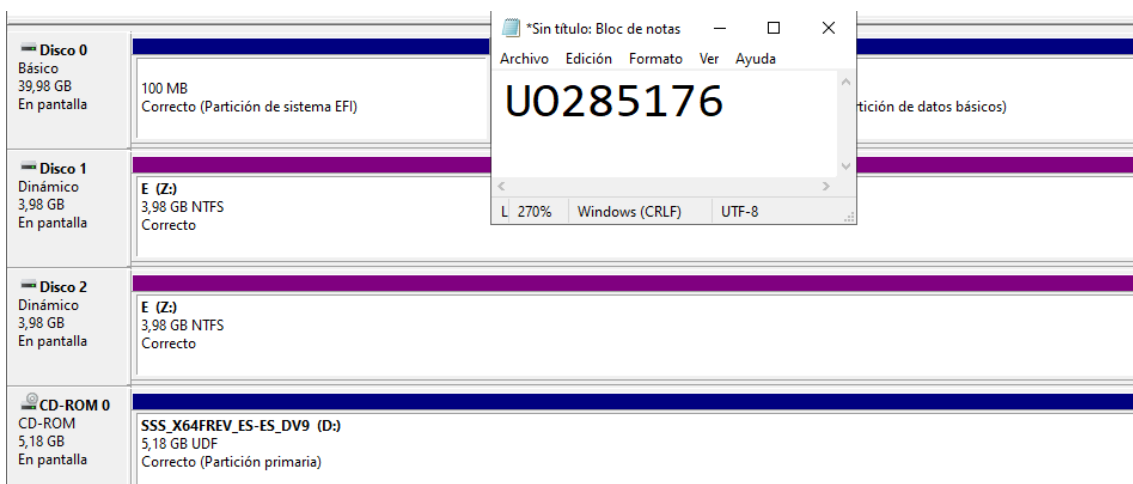 Disco 0
Básico
39,98 GB
En pantalla
100 MB
Correcto (Partición de sistema EFI)
*Sin título: Bloc de notas
Archivo Edición Formato Ver Ayuda
UO285176
L 270% Windows (CRLF) UTF-8
de datos básicos)
Disco 1
Dinámico
3,98 GB
En pantalla
E (Z:)
3,98 GB NTFS
Correcto
Disco 2
Dinámico
3,98 GB
En pantalla
E (Z:)
3,98 GB NTFS
Correcto
CD-ROM 0
CD-ROM
5,18 GB
En pantalla
SSS_X64FREV_ES-ES_DV9 (D:)
5,18 GB UDF
Correcto (Partición primaria)